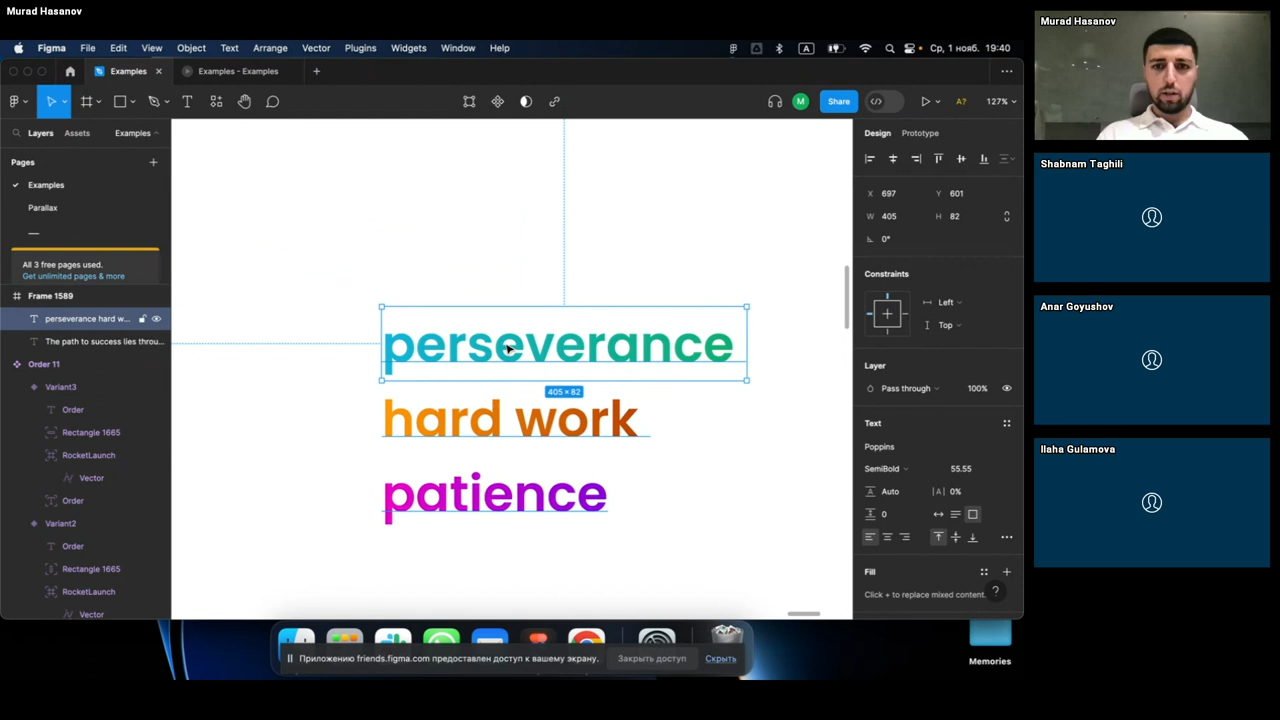 Murad Hasanov
Figma File Edit View Object Text Arrange Vector Plugins Widgets Window Help A Ср, 1 нояб. 19:40
Examples Examples - Examples
M Share A? 127%
Layers Assets Examples
Pages
Examples
Parallax
All 3 free pages used.
Get unlimited pages & more
Frame 1589
perseverance hard w...
The path to success lies throu...
Order 11
Variant3
Order
Rectangle 1665
RocketLaunch
Vector
Order
Variant2
Order
Rectangle 1665
RocketLaunch
Vector
perseverance
405 × 82
hard work
patience
Design Prototype
X 697 Y 601
W 405 H 82
0°
Constraints
Left
Top
Layer
Pass through 100%
Text
Poppins
SemiBold 55.55
Auto |A| 0%
0
Fill
Click + to replace mixed content.
?
Приложению friends.figma.com предоставлен доступ к вашему экрану. Закрыть доступ Скрыть
Memories
Murad Hasanov
Shabnam Taghili
Anar Goyushov
Ilaha Gulamova